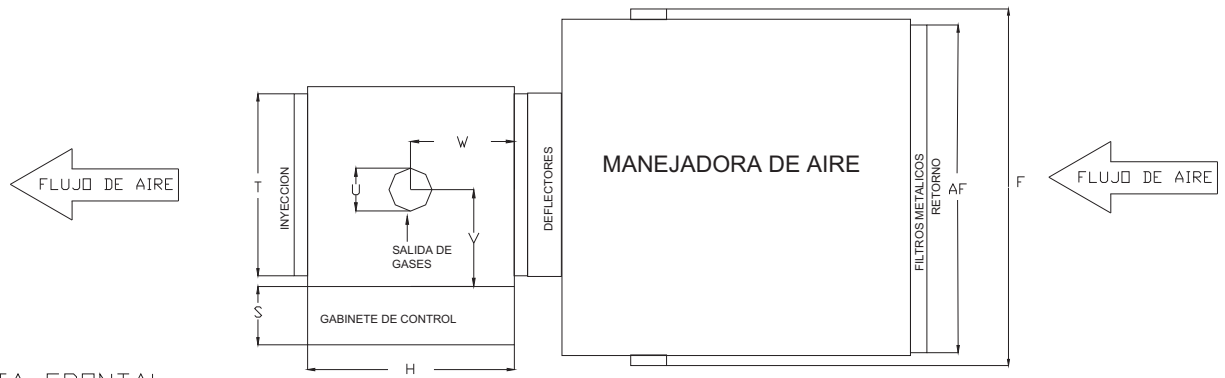 FLUJO DE AIRE
T
INYECCION
U
W
V
SALIDA DE
GASES
DEFLECTORES
MANEJADORA DE AIRE
FILTROS METALICOS
RETORNO
AF
F
FLUJO DE AIRE
S
GABINETE DE CONTROL
H